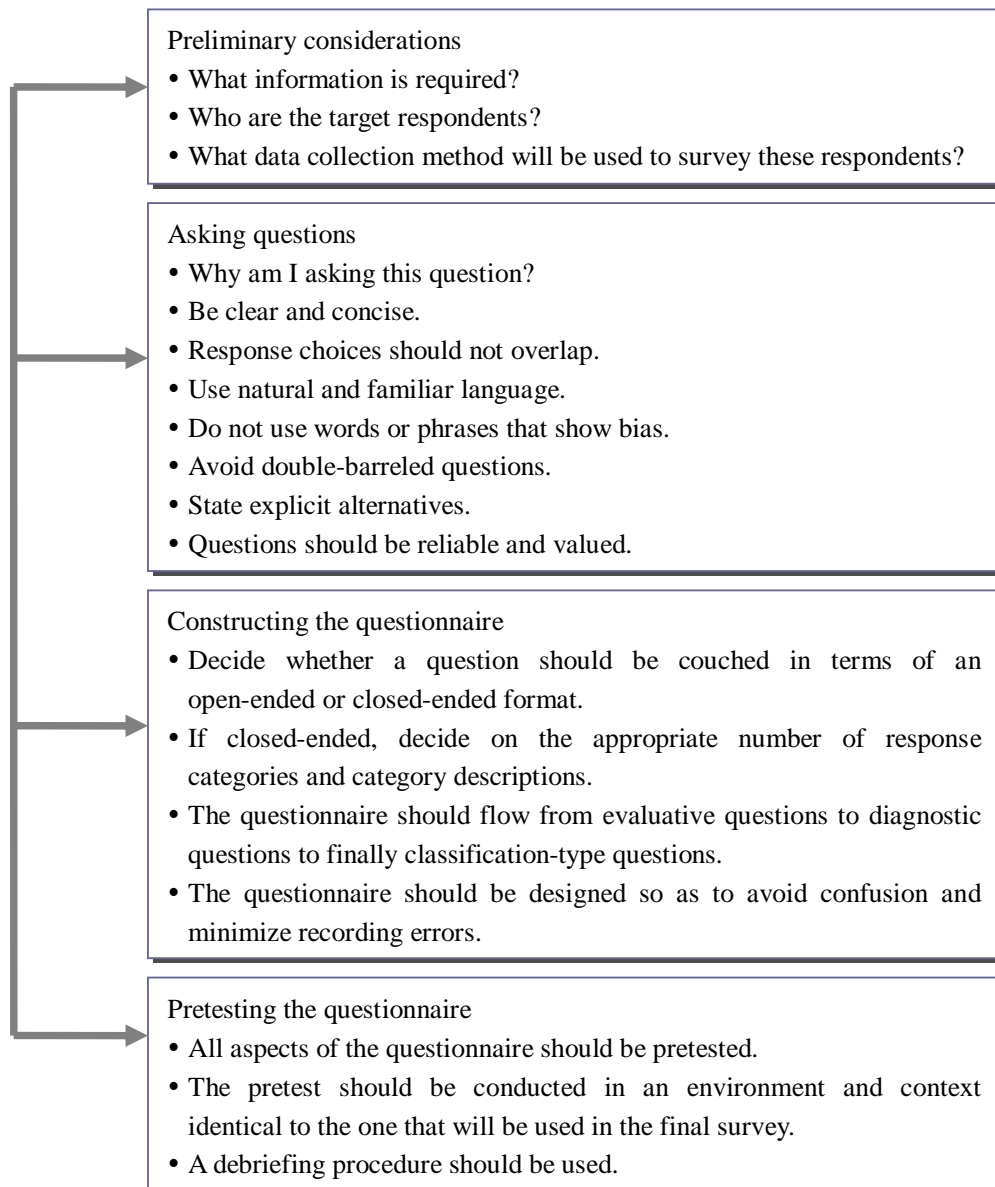 Preliminary considerations
• What information is required?
• Who are the target respondents?
• What data collection method will be used to survey these respondents?
Asking questions
• Why am I asking this question?
• Be clear and concise.
• Response choices should not overlap.
• Use natural and familiar language.
• Do not use words or phrases that show bias.
• Avoid double-barreled questions.
• State explicit alternatives.
• Questions should be reliable and valued.
Constructing the questionnaire
• Decide whether a question should be couched in terms of an
open-ended or closed-ended format.
• If closed-ended, decide on the appropriate number of response
categories and category descriptions.
• The questionnaire should flow from evaluative questions to diagnostic
questions to finally classification-type questions.
• The questionnaire should be designed so as to avoid confusion and
minimize recording errors.
Pretesting the questionnaire
• All aspects of the questionnaire should be pretested.
• The pretest should be conducted in an environment and context
identical to the one that will be used in the final survey.
• A debriefing procedure should be used.